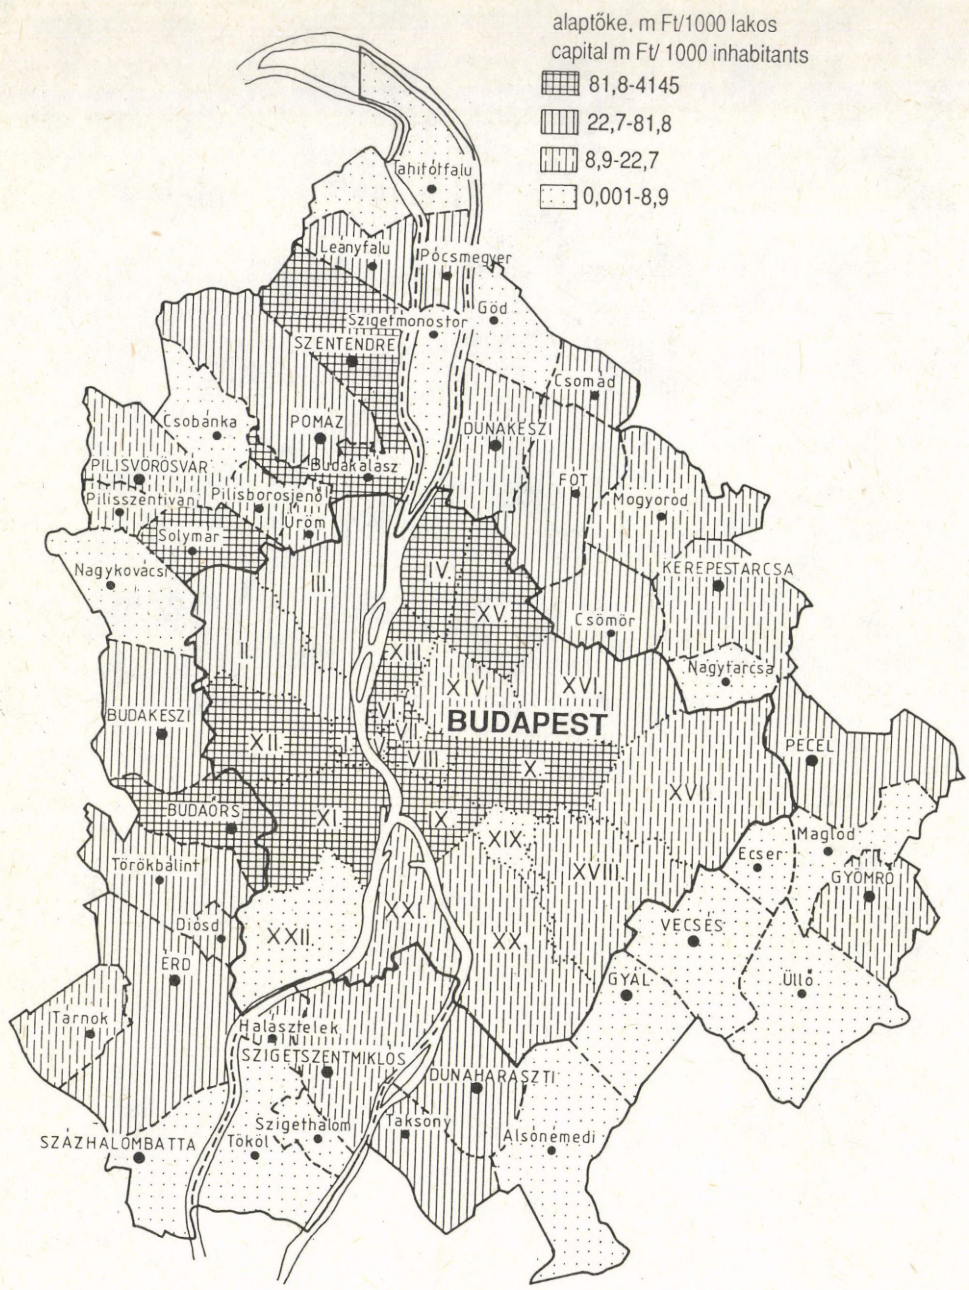 alaptőke, m Ft/1000 lakos
capital m Ft/ 1000 inhabitants
81,8-4145
22,7-81,8
8,9-22,7
0,001-8,9
Tahitótfalu
Leányfalu
Pócsmegyer
Göd
Szigetmonostor
SZENTENDRE
Csomád
Csobánka
POMÁZ
DUNAKESZI
PILISVÖRÖSVÁR
Budakalász
FÓT
Pilisszentiván
Pilisborosjenő
Mogyoród
Üröm
Solymár
Nagykovácsi
III.
IV.
KEREPESTARCSA
XV.
Csömör
II.
XIII
Nagytarcsa
XIV
XVI.
BUDAKESZI
VI.
BUDAPEST
VII.
XII.
I.
V.
PÉCEL
VIII.
X.
XVII.
BUDAÖRS
XI.
IX.
XIX.
Maglód
Ecser
Törökbálint
XVIII.
GYÖMRŐ
XXI.
Diósd
XXII.
XX.
VECSÉS
ÉRD
GYÁL
Üllő
Tárnok
Halásztelek
SZIGETSZENTMIKLÓS
DUNAHARASZTI
Szigethalom
Taksony
SZÁZHALOMBATTA
Tököl
Alsónémedi